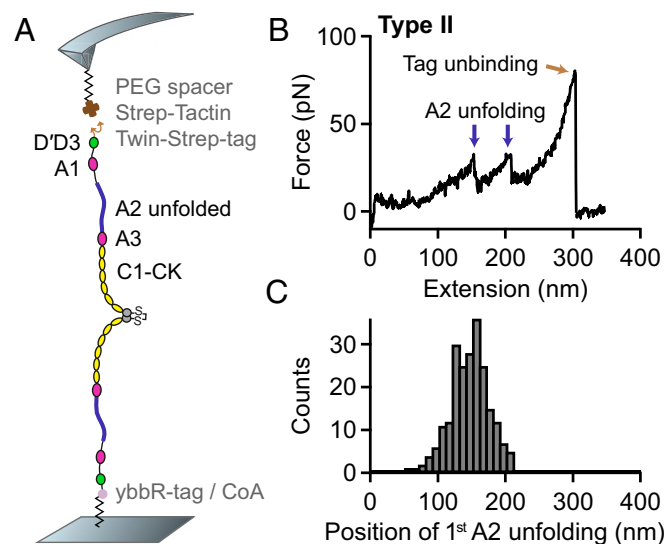 A
PEG spacer
Strep-Tactin
Twin-Strep-tag
D′D3
A1
A2 unfolded
A3
C1-CK
S
S
ybbR-tag / CoA
B
Type II
100
50
0
Force (pN)
Tag unbinding
A2 unfolding
0 100 200 300 400
Extension (nm)
C
30
20
10
0
Counts
0 100 200 300 400
Position of 1st A2 unfolding (nm)